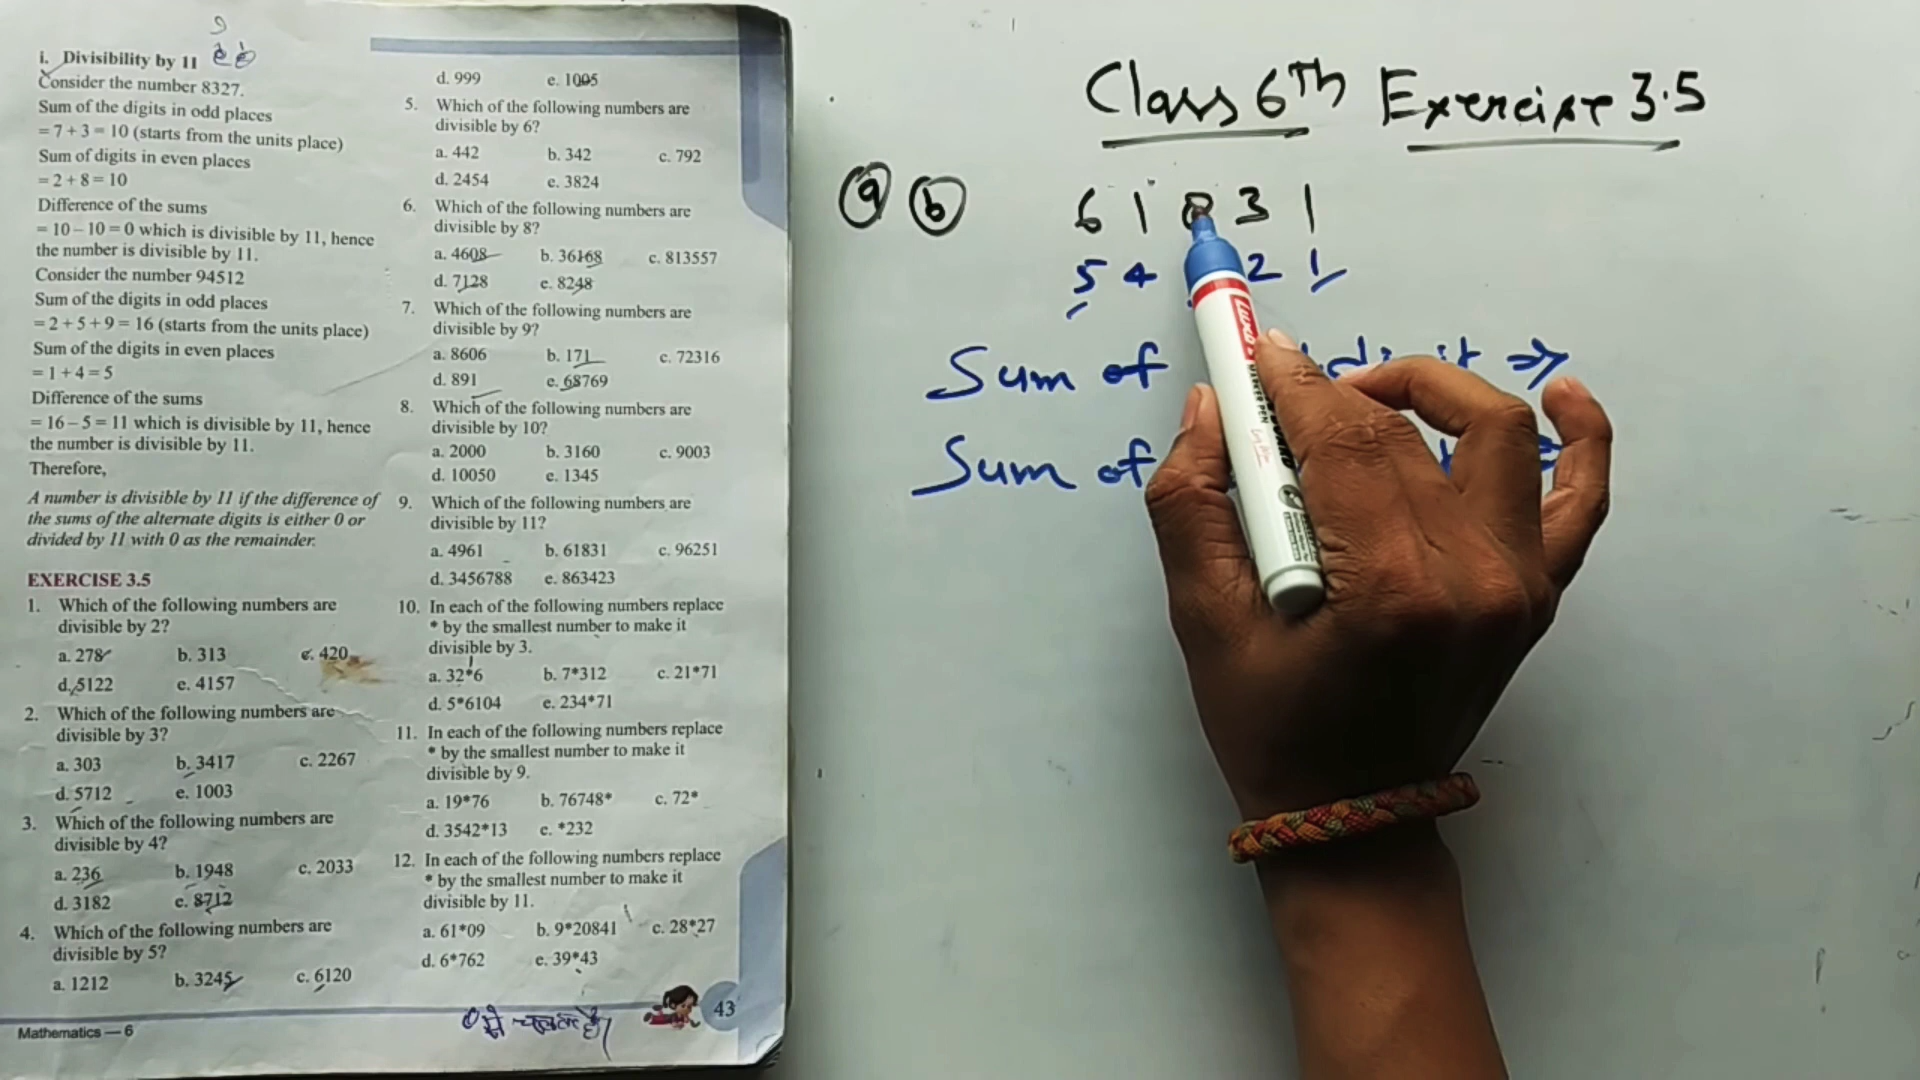 i. Divisibility by 11
Consider the number 8327.
Sum of the digits in odd places
= 7 + 3 = 10 (starts from the units place)
Sum of digits in even places
= 2 + 8 = 10
Difference of the sums
= 10 – 10 = 0 which is divisible by 11, hence
the number is divisible by 11.
Consider the number 94512
Sum of the digits in odd places
= 2 + 5 + 9 = 16 (starts from the units place)
Sum of the digits in even places
= 1 + 4 = 5
Difference of the sums
= 16 – 5 = 11 which is divisible by 11, hence
the number is divisible by 11.
Therefore,
A number is divisible by 11 if the difference of
the sums of the alternate digits is either 0 or
divided by 11 with 0 as the remainder.
EXERCISE 3.5
1. Which of the following numbers are
divisible by 2?
a. 278 b. 313 c. 420
d. 5122 e. 4157
2. Which of the following numbers are
divisible by 3?
a. 303 b. 3417 c. 2267
d. 5712 e. 1003
3. Which of the following numbers are
divisible by 4?
a. 236 b. 1948 c. 2033
d. 3182 e. 8712
4. Which of the following numbers are
divisible by 5?
a. 1212 b. 3245 c. 6120
Mathematics — 6
d. 999 e. 1005
5. Which of the following numbers are
divisible by 6?
a. 442 b. 342 c. 792
d. 2454 e. 3824
6. Which of the following numbers are
divisible by 8?
a. 4608 b. 36168 c. 813557
d. 7128 e. 8248
7. Which of the following numbers are
divisible by 9?
a. 8606 b. 171 c. 72316
d. 891 e. 68769
8. Which of the following numbers are
divisible by 10?
a. 2000 b. 3160 c. 9003
d. 10050 e. 1345
9. Which of the following numbers are
divisible by 11?
a. 4961 b. 61831 c. 96251
d. 3456788 e. 863423
10. In each of the following numbers replace
* by the smallest number to make it
divisible by 3.
a. 32*6 b. 7*312 c. 21*71
d. 5*6104 e. 234*71
11. In each of the following numbers replace
* by the smallest number to make it
divisible by 9.
a. 19*76 b. 76748* c. 72*
d. 3542*13 e. *232
12. In each of the following numbers replace
* by the smallest number to make it
divisible by 11.
a. 61*09 b. 9*20841 c. 28*27
d. 6*762 e. 39*43
43
Class 6Th Exercise 3.5
9 b 6 1 8 3 1
5 4 2 1
Sum of digit ⇒
Sum of